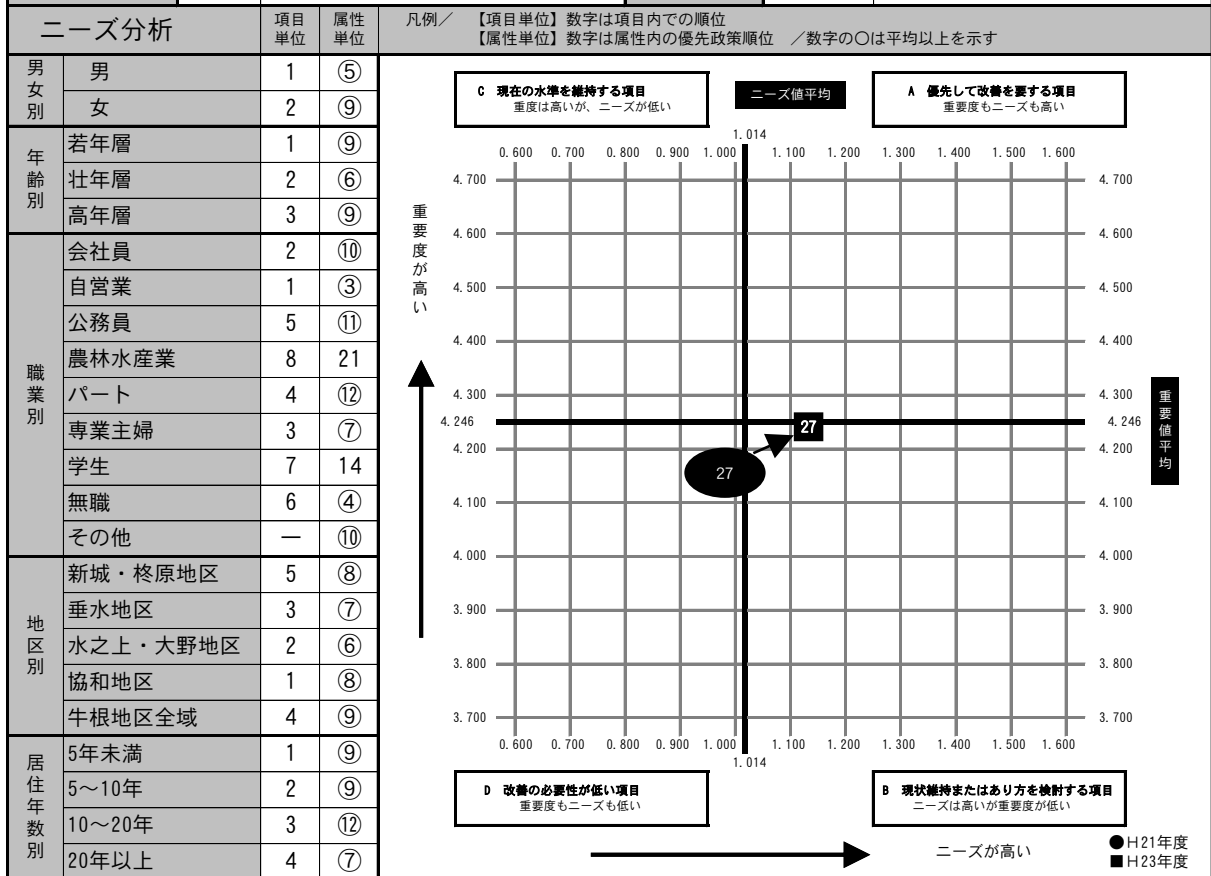 ニーズ分析 項目単位 属性単位
凡例／ 【項目単位】数字は項目内での順位
【属性単位】数字は属性内の優先政策順位 ／数字の〇は平均以上を示す
男女別
男 1 ⑤
女 2 ⑨
年齢別
若年層 1 ⑨
壮年層 2 ⑥
高年層 3 ⑨
職業別
会社員 2 ⑩
自営業 1 ③
公務員 5 ⑪
農林水産業 8 21
パート 4 ⑫
専業主婦 3 ⑦
学生 7 14
無職 6 ④
その他 — ⑩
地区別
新城・柊原地区 5 ⑧
垂水地区 3 ⑦
水之上・大野地区 2 ⑥
協和地区 1 ⑧
牛根地区全域 4 ⑨
居住年数別
5年未満 1 ⑨
5〜10年 2 ⑨
10〜20年 3 ⑫
20年以上 4 ⑦
C 現在の水準を維持する項目
重度は高いが、ニーズが低い
ニーズ値平均
A 優先して改善を要する項目
重要度もニーズも高い
1.014
0.600 0.700 0.800 0.900 1.000 1.100 1.200 1.300 1.400 1.500 1.600
重要度が高い
4.700 4.700
4.600 4.600
4.500 4.500
4.400 4.400
4.300 4.300
4.246 4.246
重要値平均
27
4.200 4.200
27
4.100 4.100
4.000 4.000
3.900 3.900
3.800 3.800
3.700 3.700
0.600 0.700 0.800 0.900 1.000 1.100 1.200 1.300 1.400 1.500 1.600
1.014
D 改善の必要性が低い項目
重要度もニーズも低い
B 現状維持またはあり方を検討する項目
ニーズは高いが重要度が低い
ニーズが高い
●H21年度
■H23年度